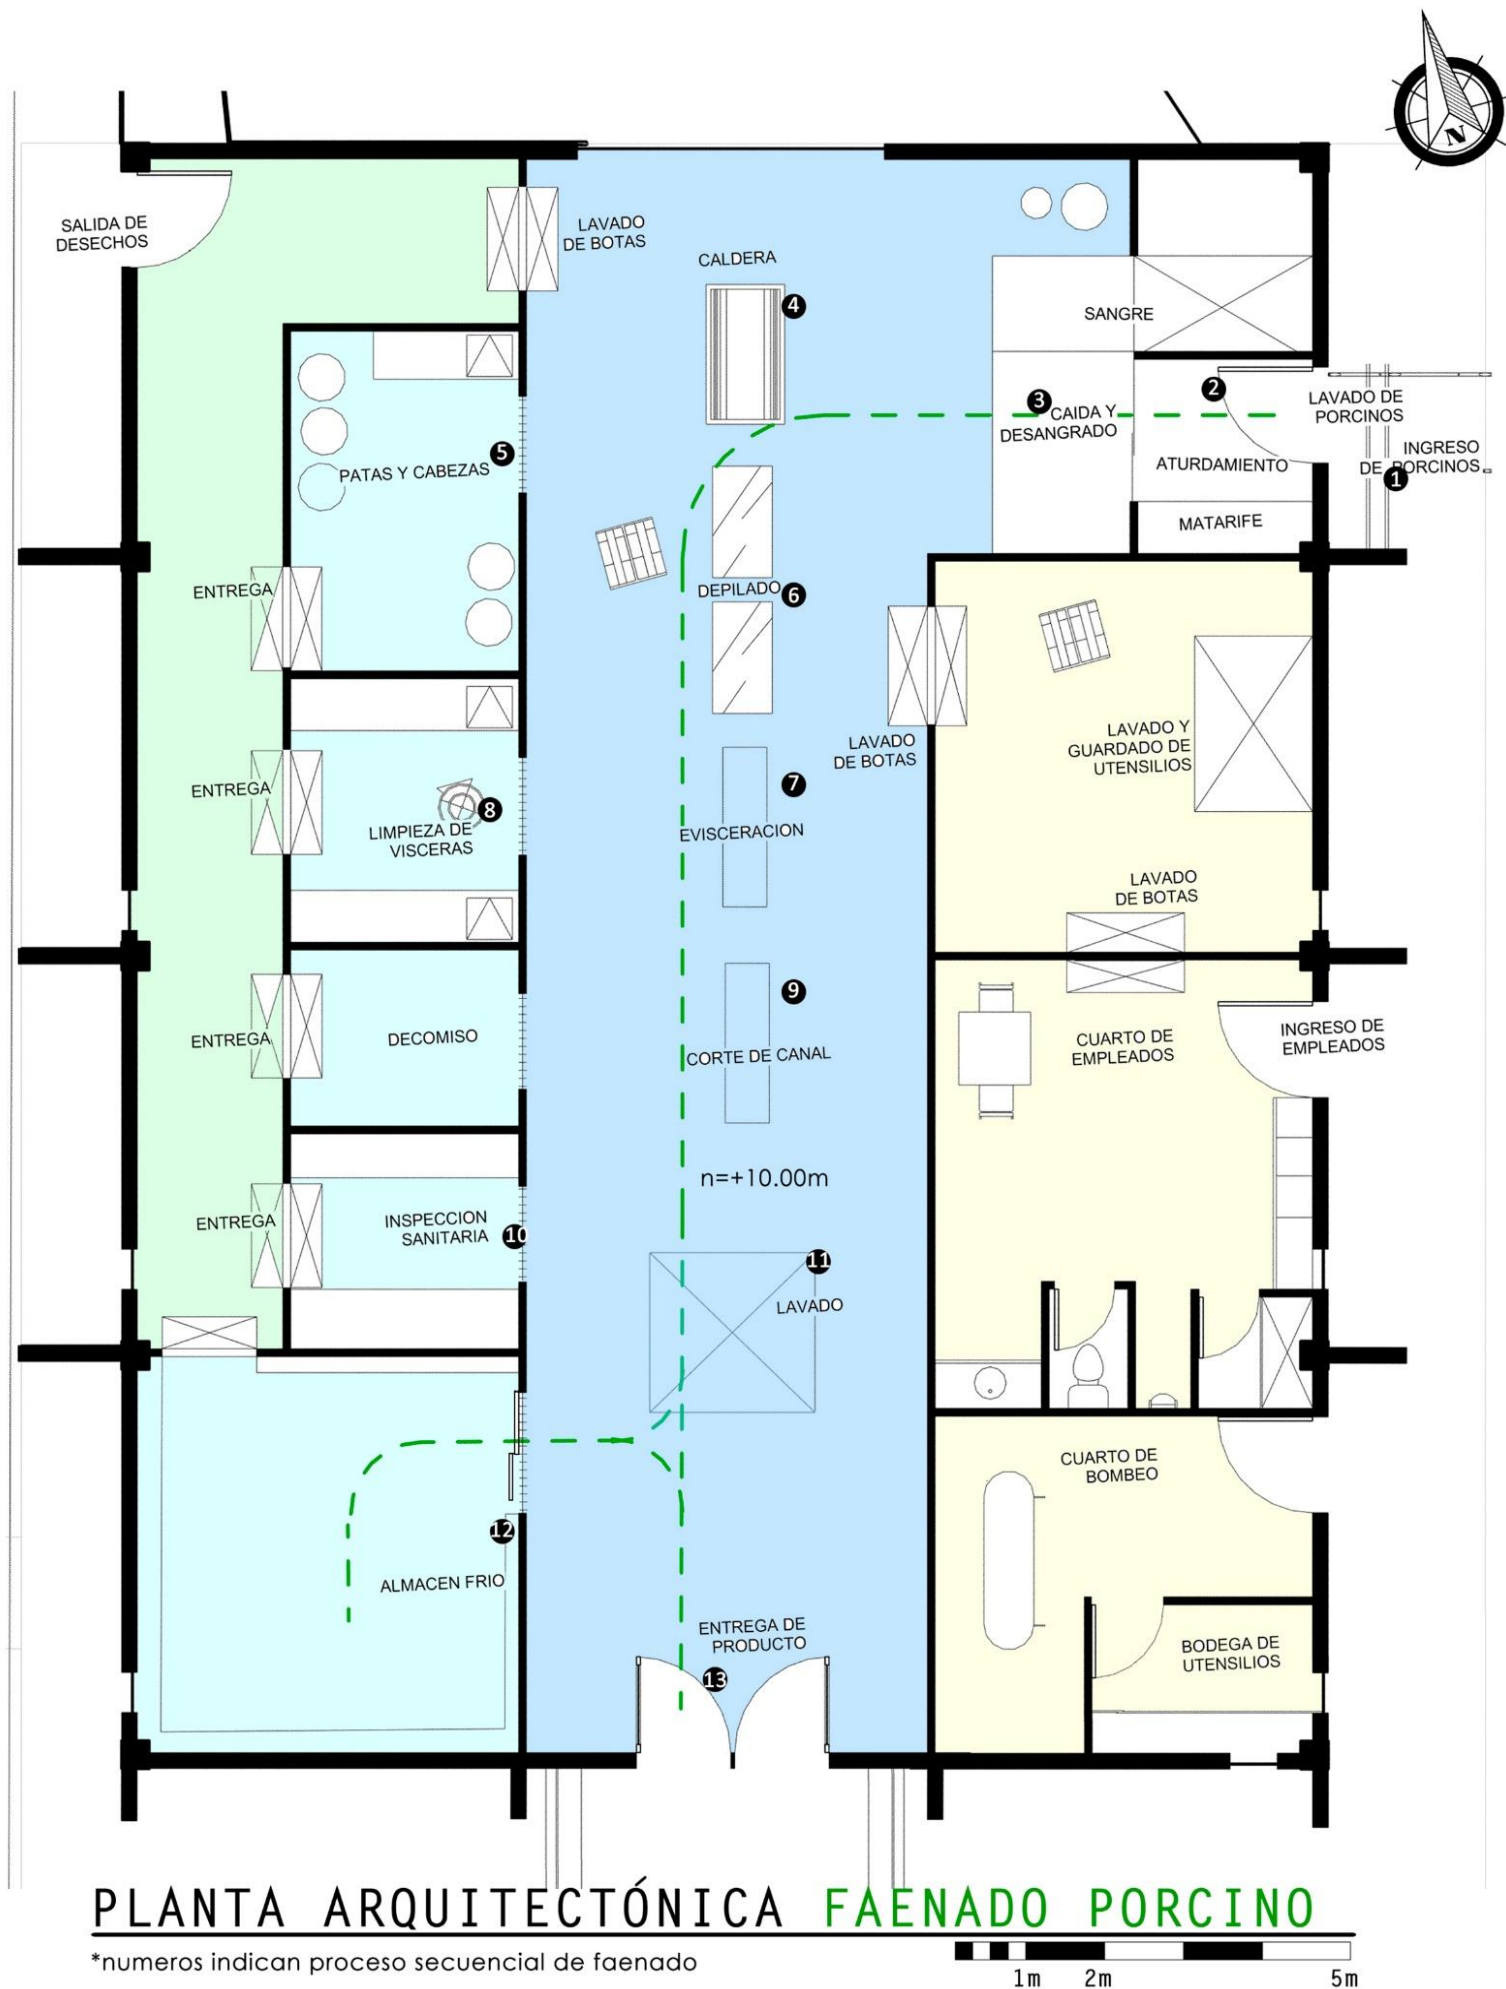 N
SALIDA DE
DESECHOS
LAVADO
DE BOTAS
CALDERA
4
SANGRE
2
LAVADO DE
PORCINOS
3
CAIDA Y
DESANGRADO
INGRESO
DE PORCINOS
1
ATURDAMIENTO
MATARIFE
5
PATAS Y CABEZAS
ENTREGA
DEPILADO
6
LAVADO
DE BOTAS
LAVADO Y
GUARDADO DE
UTENSILIOS
ENTREGA
8
LIMPIEZA DE
VISCERAS
7
EVISCERACION
LAVADO
DE BOTAS
9
ENTREGA
DECOMISO
CORTE DE CANAL
CUARTO DE
EMPLEADOS
INGRESO DE
EMPLEADOS
n=+10.00m
ENTREGA
INSPECCION
SANITARIA
10
11
LAVADO
CUARTO DE
BOMBEO
12
ALMACEN FRIO
ENTREGA DE
PRODUCTO
13
BODEGA DE
UTENSILIOS
PLANTA ARQUITECTÓNICA FAENADO PORCINO
*numeros indican proceso secuencial de faenado
1m 2m 5m